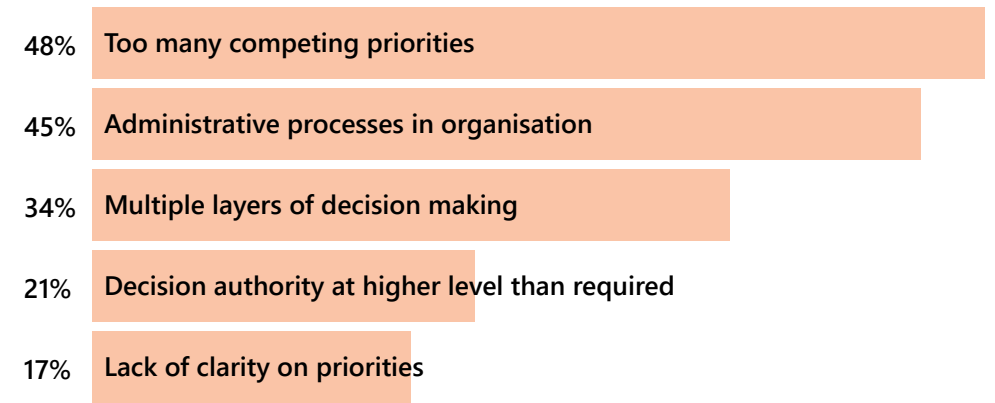 48% Too many competing priorities
45% Administrative processes in organisation
34% Multiple layers of decision making
21% Decision authority at higher level than required
17% Lack of clarity on priorities